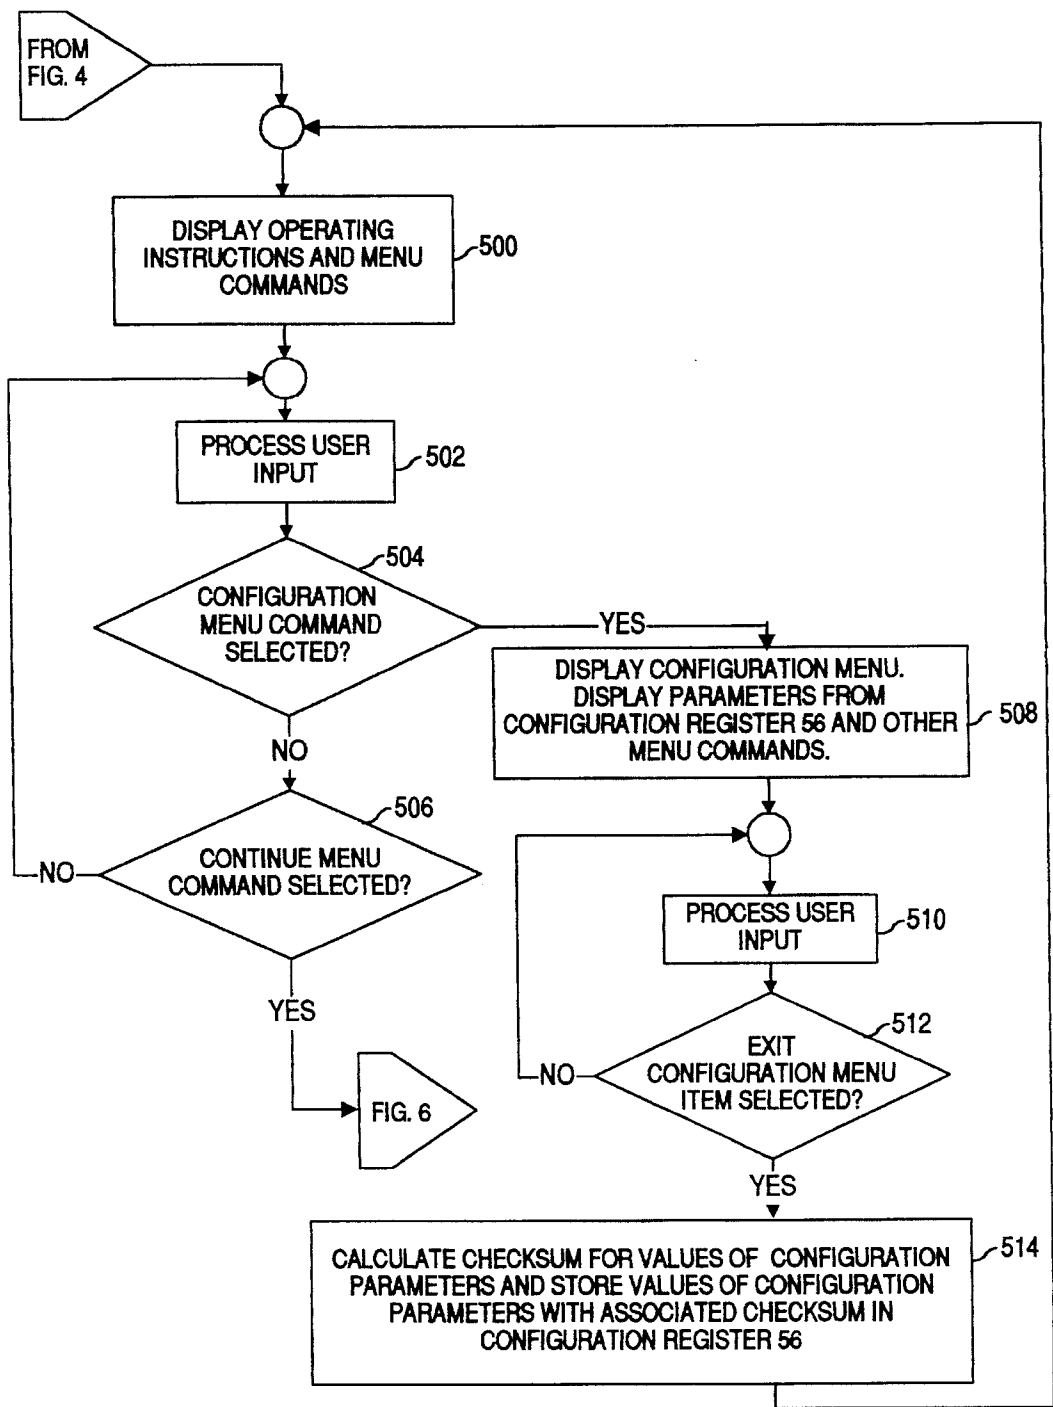 FROM
FIG. 4
DISPLAY OPERATING
INSTRUCTIONS AND MENU
COMMANDS
500
PROCESS USER
INPUT
502
504
CONFIGURATION
MENU COMMAND
SELECTED?
YES
NO
DISPLAY CONFIGURATION MENU.
DISPLAY PARAMETERS FROM
CONFIGURATION REGISTER 56 AND OTHER
MENU COMMANDS.
508
506
CONTINUE MENU
COMMAND SELECTED?
NO
YES
FIG. 6
PROCESS USER
INPUT
510
512
EXIT
CONFIGURATION MENU
ITEM SELECTED?
NO
YES
CALCULATE CHECKSUM FOR VALUES OF CONFIGURATION
PARAMETERS AND STORE VALUES OF CONFIGURATION
PARAMETERS WITH ASSOCIATED CHECKSUM IN
CONFIGURATION REGISTER 56
514